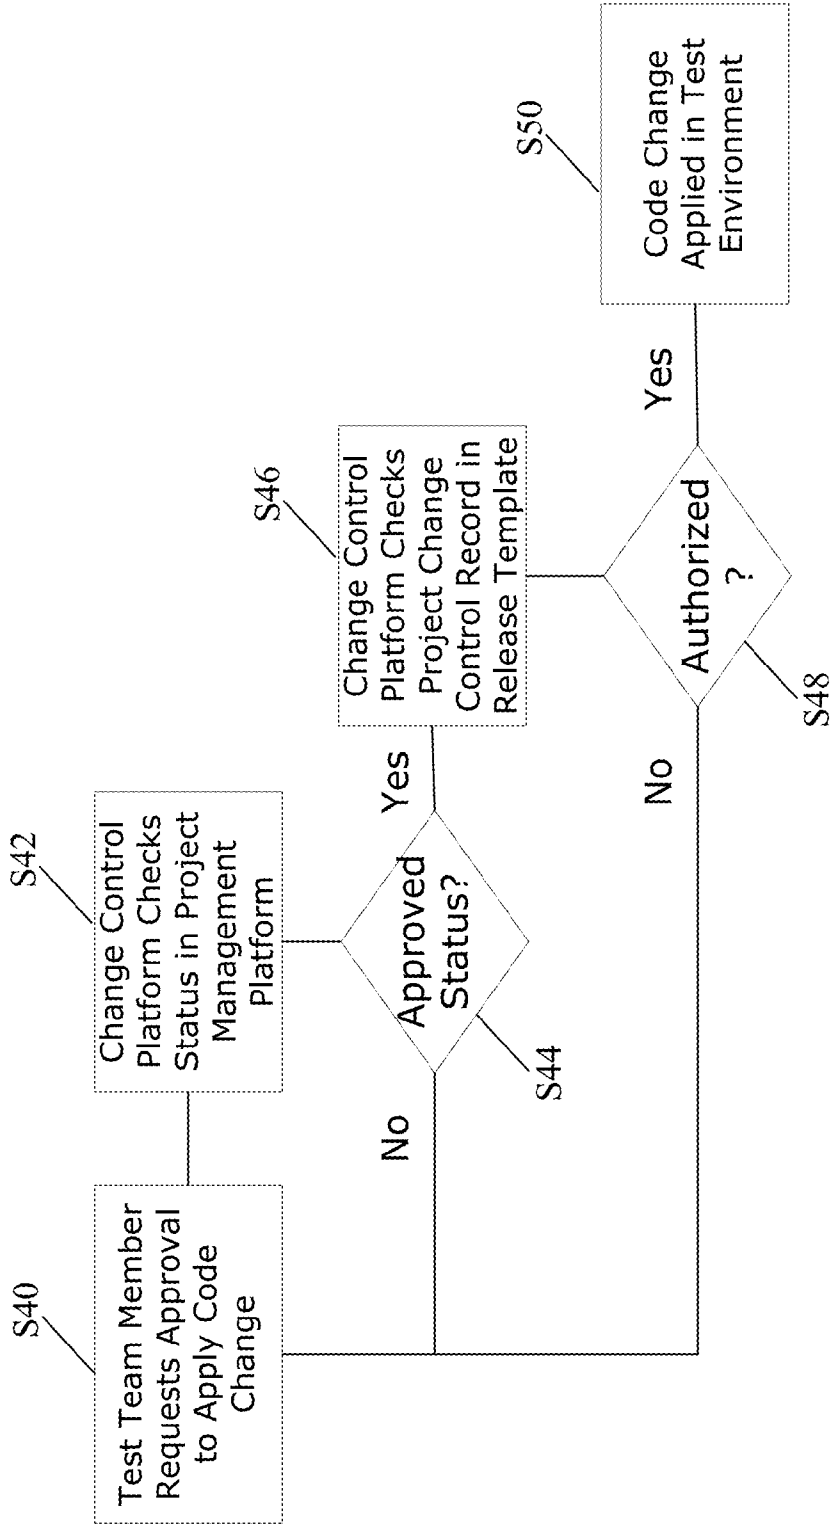 S40
Test Team Member
Requests Approval
to Apply Code
Change
S42
Change Control
Platform Checks
Status in Project
Management
Platform
Approved
Status?
S44
No
Yes
S46
Change Control
Platform Checks
Project Change
Control Record in
Release Template
Authorized
?
S48
No
Yes
S50
Code Change
Applied in Test
Environment